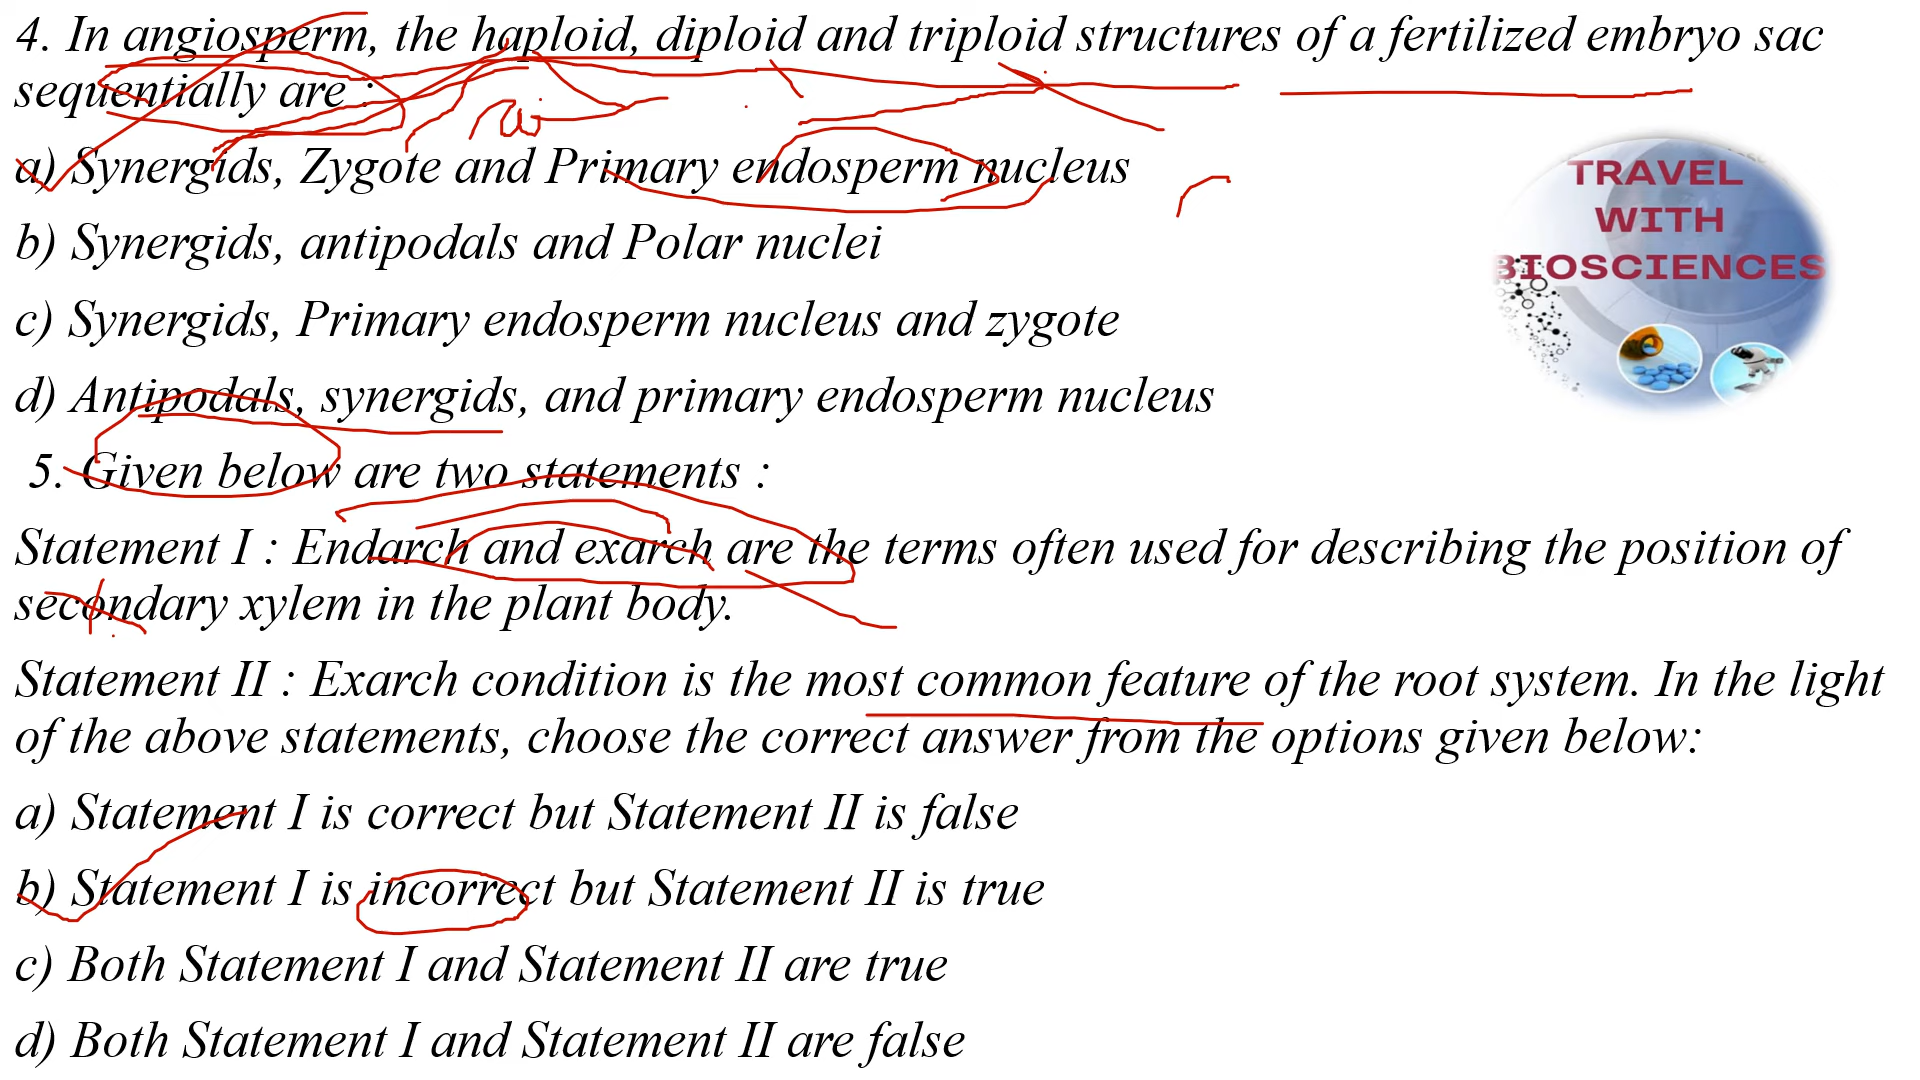 4. In angiosperm, the haploid, diploid and triploid structures of a fertilized embryo sac
sequentially are :
a) Synergids, Zygote and Primary endosperm nucleus
b) Synergids, antipodals and Polar nuclei
c) Synergids, Primary endosperm nucleus and zygote
d) Antipodals, synergids, and primary endosperm nucleus
5. Given below are two statements :
Statement I : Endarch and exarch are the terms often used for describing the position of
secondary xylem in the plant body.
Statement II : Exarch condition is the most common feature of the root system. In the light
of the above statements, choose the correct answer from the options given below:
a) Statement I is correct but Statement II is false
b) Statement I is incorrect but Statement II is true
c) Both Statement I and Statement II are true
d) Both Statement I and Statement II are false
TRAVEL
WITH
BIOSCIENCES